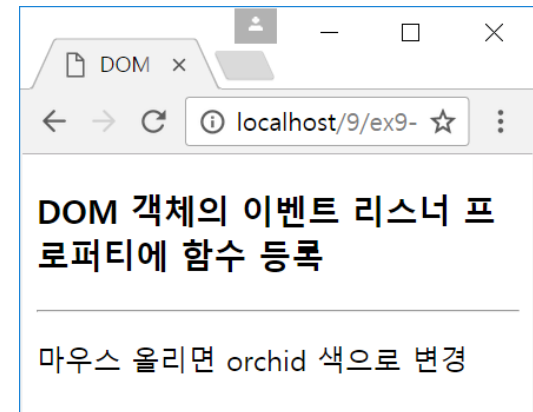 DOM
localhost/9/ex9-
DOM 객체의 이벤트 리스너 프
로퍼티에 함수 등록
마우스 올리면 orchid 색으로 변경